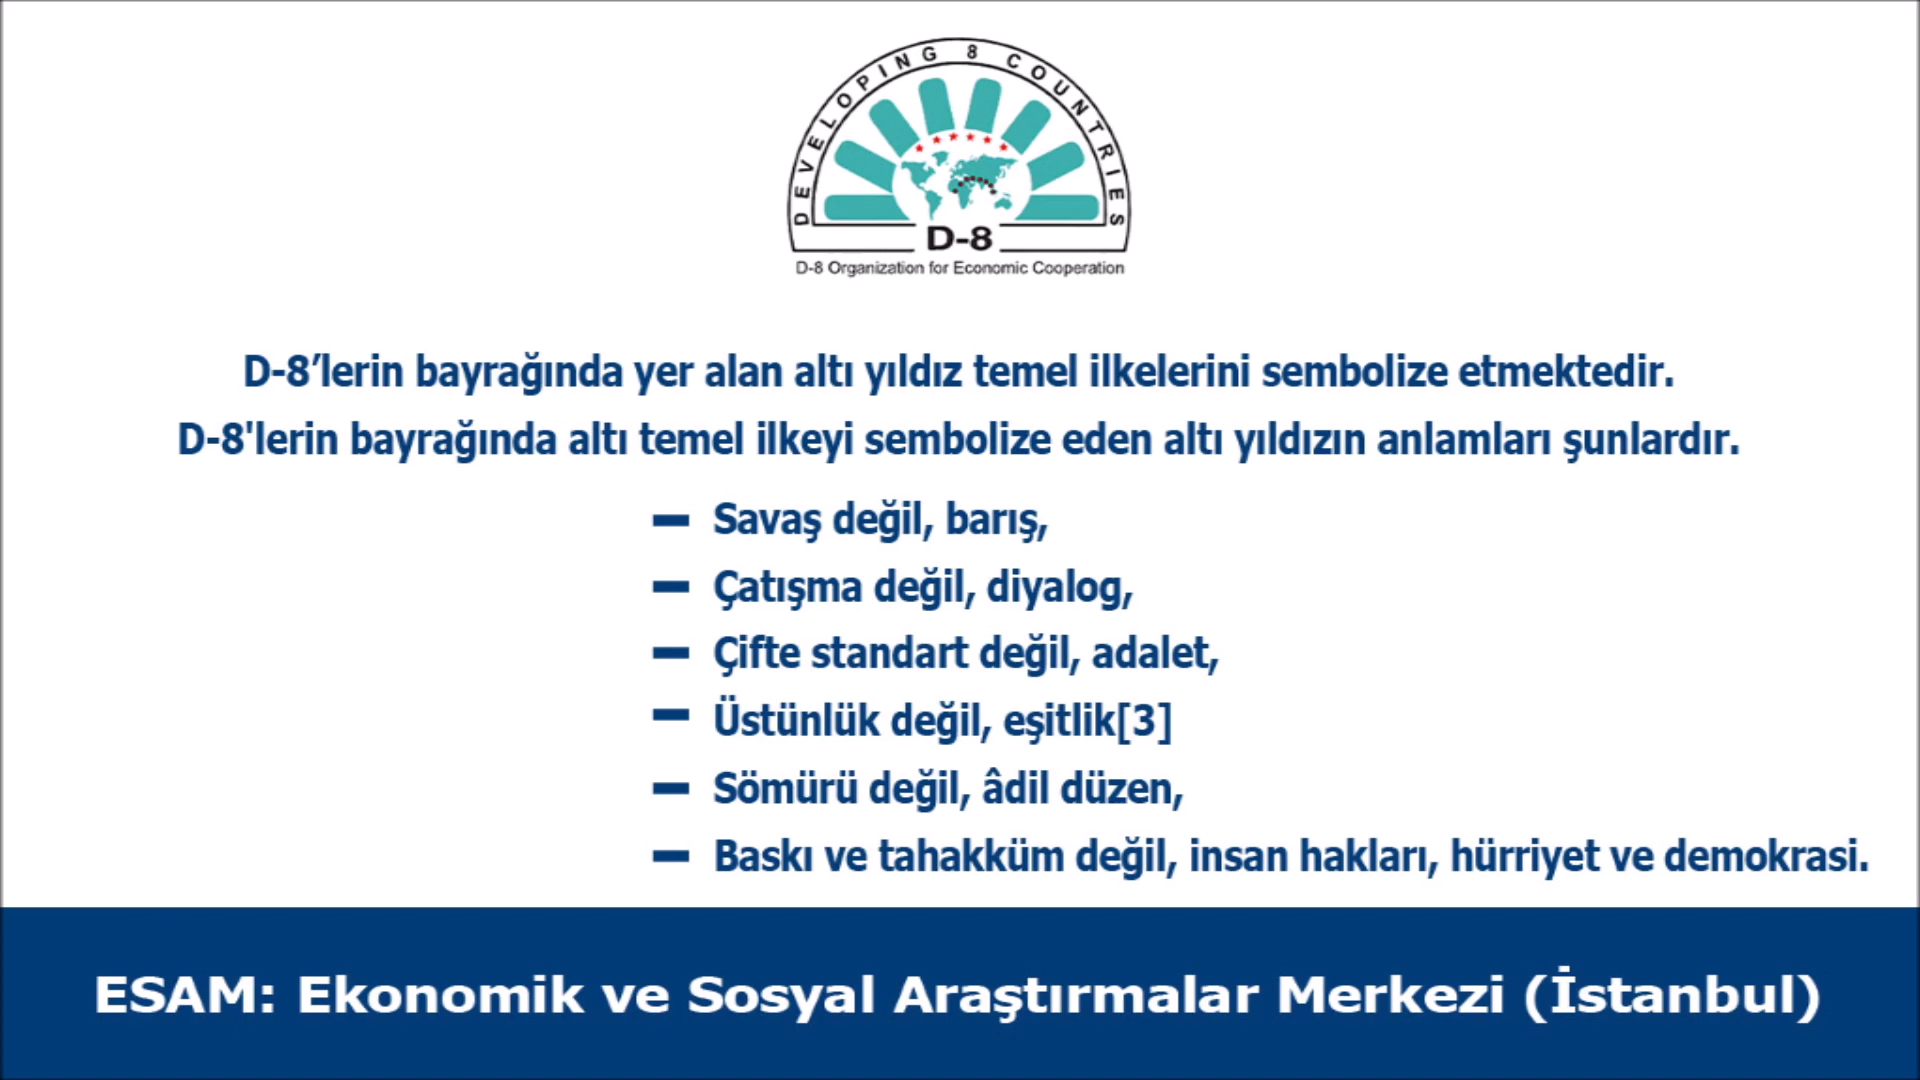 DEVELOPING 8 COUNTRIES
D-8
D-8 Organization for Economic Cooperation
D-8’lerin bayrağında yer alan altı yıldız temel ilkelerini sembolize etmektedir.
D-8'lerin bayrağında altı temel ilkeyi sembolize eden altı yıldızın anlamları şunlardır.
— Savaş değil, barış,
— Çatışma değil, diyalog,
— Çifte standart değil, adalet,
— Üstünlük değil, eşitlik[3]
— Sömürü değil, âdil düzen,
— Baskı ve tahakküm değil, insan hakları, hürriyet ve demokrasi.
ESAM: Ekonomik ve Sosyal Araştırmalar Merkezi (İstanbul)